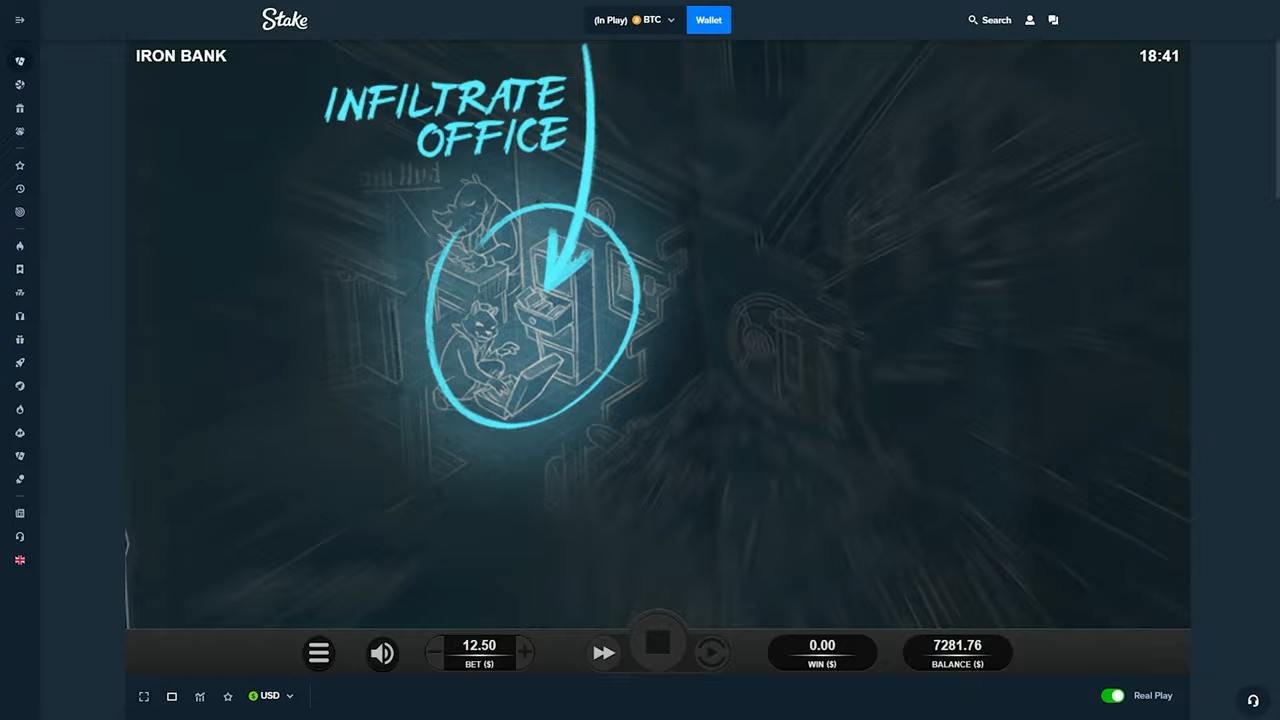 Stake
(In Play) BTC
Wallet
Search
IRON BANK
18:41
INFILTRATE
OFFICE
12.50
BET ($)
0.00
WIN ($)
7281.76
BALANCE ($)
USD
Real Play